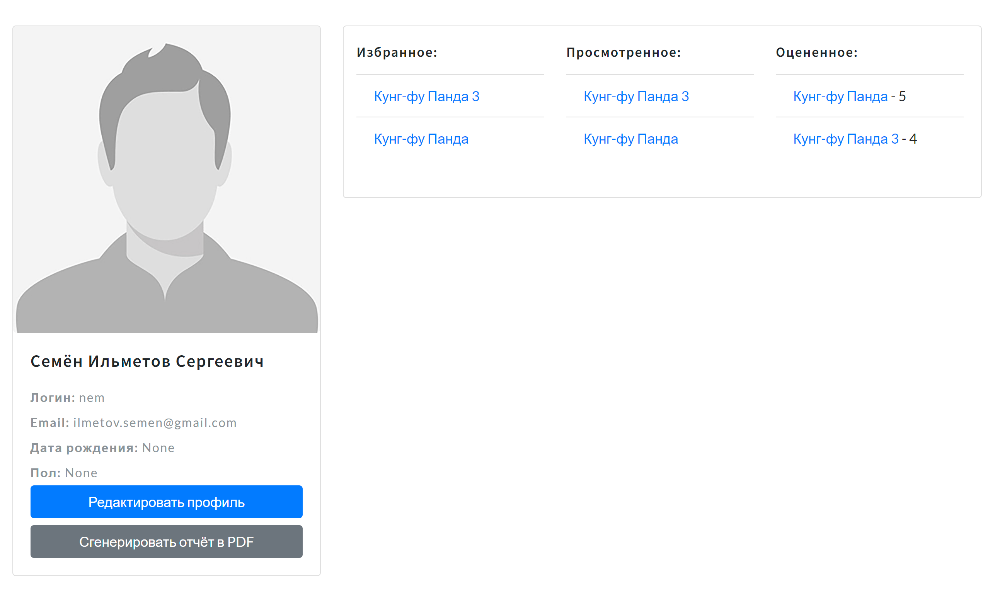 Семён Ильметов Сергеевич
Логин: nem
Email: ilmetov.semen@gmail.com
Дата рождения: None
Пол: None
Редактировать профиль
Сгенерировать отчёт в PDF
Избранное:
Кунг-фу Панда 3
Кунг-фу Панда
Просмотренное:
Кунг-фу Панда 3
Кунг-фу Панда
Оцененное:
Кунг-фу Панда - 5
Кунг-фу Панда 3 - 4